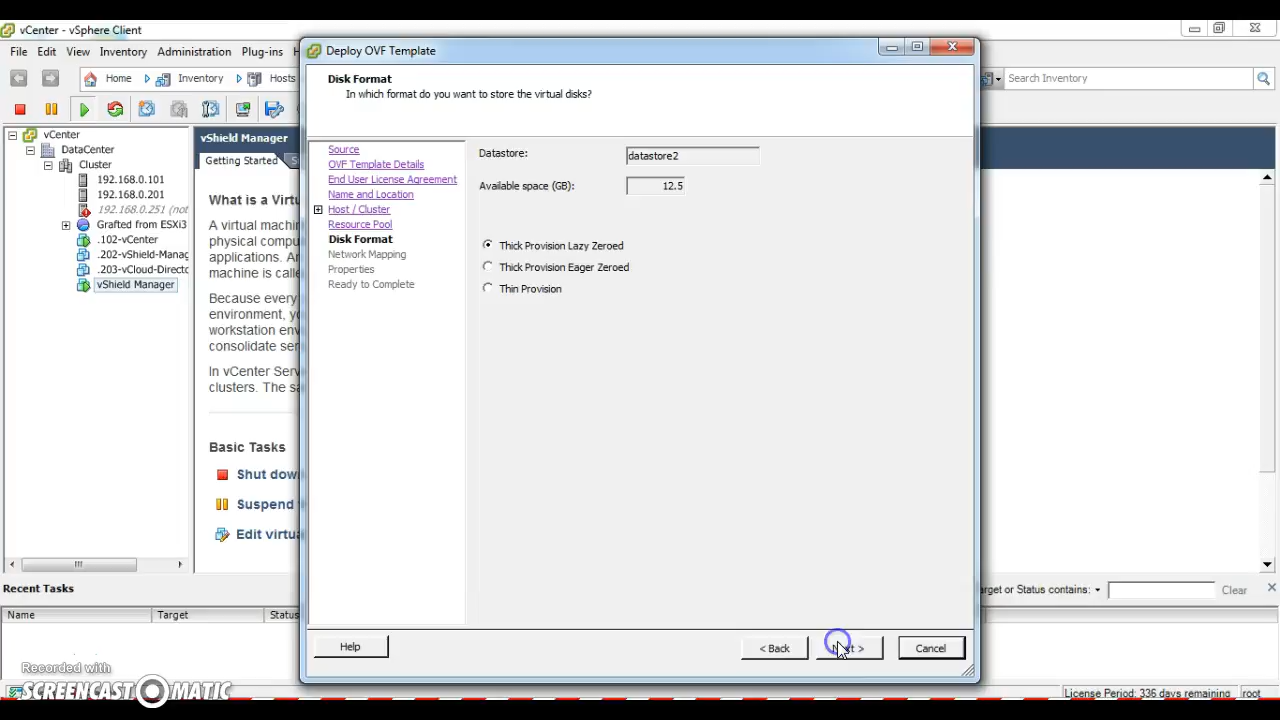 vCenter - vSphere Client
File Edit View Inventory Administration Plug-ins
Home Inventory Hosts
Search Inventory
vCenter
DataCenter
Cluster
192.168.0.101
192.168.0.201
192.168.0.251 (not
Grafted from ESXi3
.102-vCenter
.202-vShield-Manag
.203-vCloud-Directo
vShield Manager
vShield Manager
Getting Started
What is a Virtu
A virtual machin
physical compu
applications. An
machine is calle
Because every
environment, yo
workstation env
consolidate ser
In vCenter Serv
clusters. The sa
Basic Tasks
Shut dow
Suspend
Edit virtua
Deploy OVF Template
Disk Format
In which format do you want to store the virtual disks?
Source
OVF Template Details
End User License Agreement
Name and Location
Host / Cluster
Resource Pool
Disk Format
Network Mapping
Properties
Ready to Complete
Datastore: datastore2
Available space (GB): 12.5
Thick Provision Lazy Zeroed
Thick Provision Eager Zeroed
Thin Provision
Help < Back Cancel
Recent Tasks
arget or Status contains: Clear
Name Target Status
Recorded with
SCREENCAST MATIC
License Period: 336 days remaining root